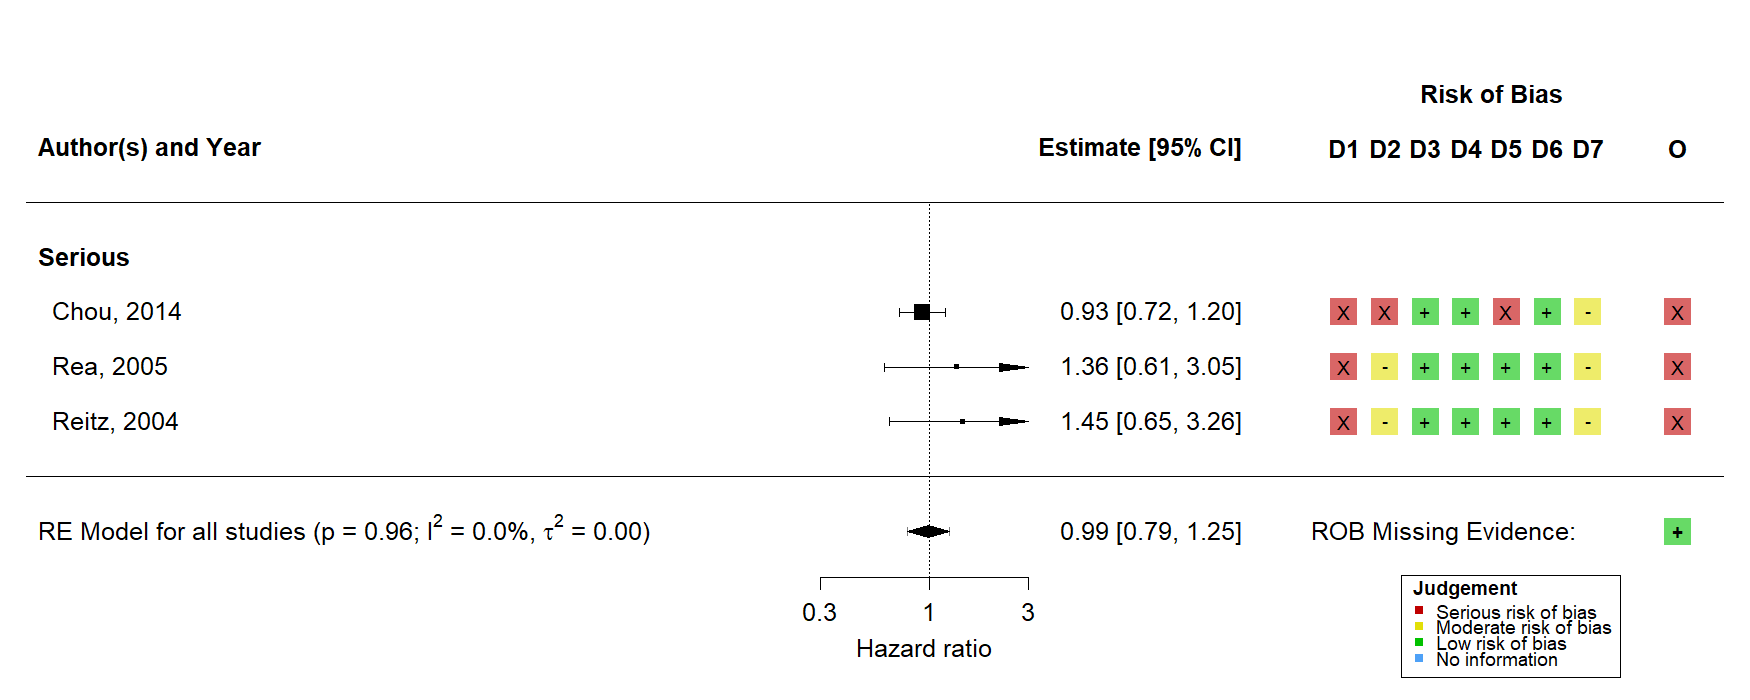 Risk of Bias
Author(s) and Year Estimate [95% CI] D1 D2 D3 D4 D5 D6 D7 O
Serious
Chou, 2014 0.93 [0.72, 1.20] X X + + X + - X
Rea, 2005 1.36 [0.61, 3.05] X - + + + + - X
Reitz, 2004 1.45 [0.65, 3.26] X - + + + + - X
RE Model for all studies (p = 0.96; I² = 0.0%, τ² = 0.00) 0.99 [0.79, 1.25] ROB Missing Evidence: +
0.3 1 3
Hazard ratio
Judgement
Serious risk of bias
Moderate risk of bias
Low risk of bias
No information